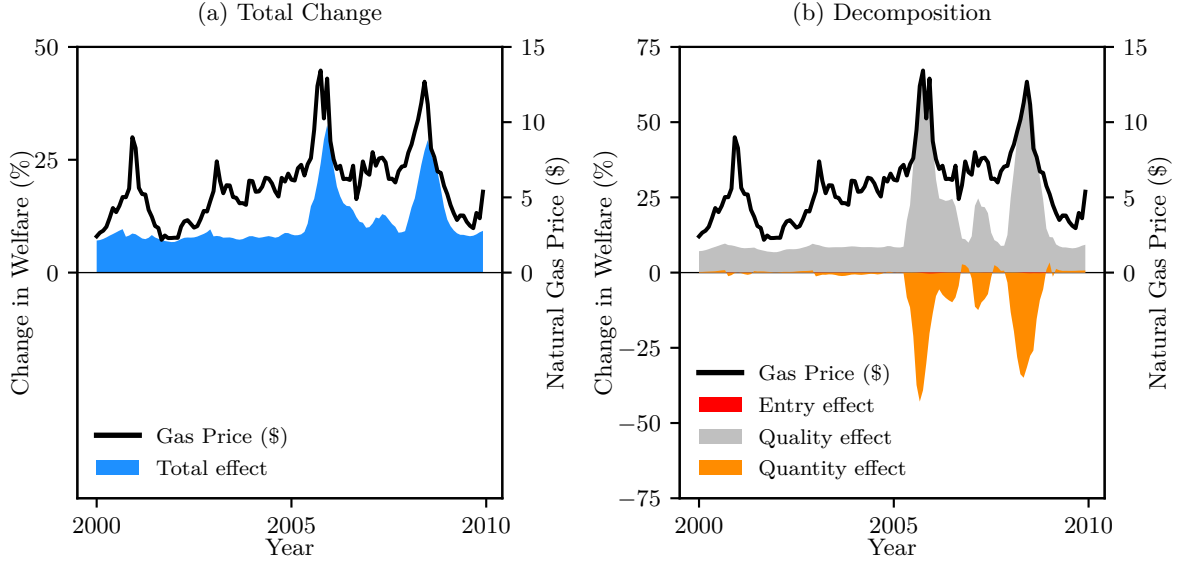 (a) Total Change
50
25
0
Change in Welfare (%)
15
10
5
0
Natural Gas Price ($)
Gas Price ($)
Total effect
2000
2005
2010
Year
(b) Decomposition
75
50
25
0
−25
−50
−75
Change in Welfare (%)
15
10
5
0
Natural Gas Price ($)
Gas Price ($)
Entry effect
Quality effect
Quantity effect
2000
2005
2010
Year